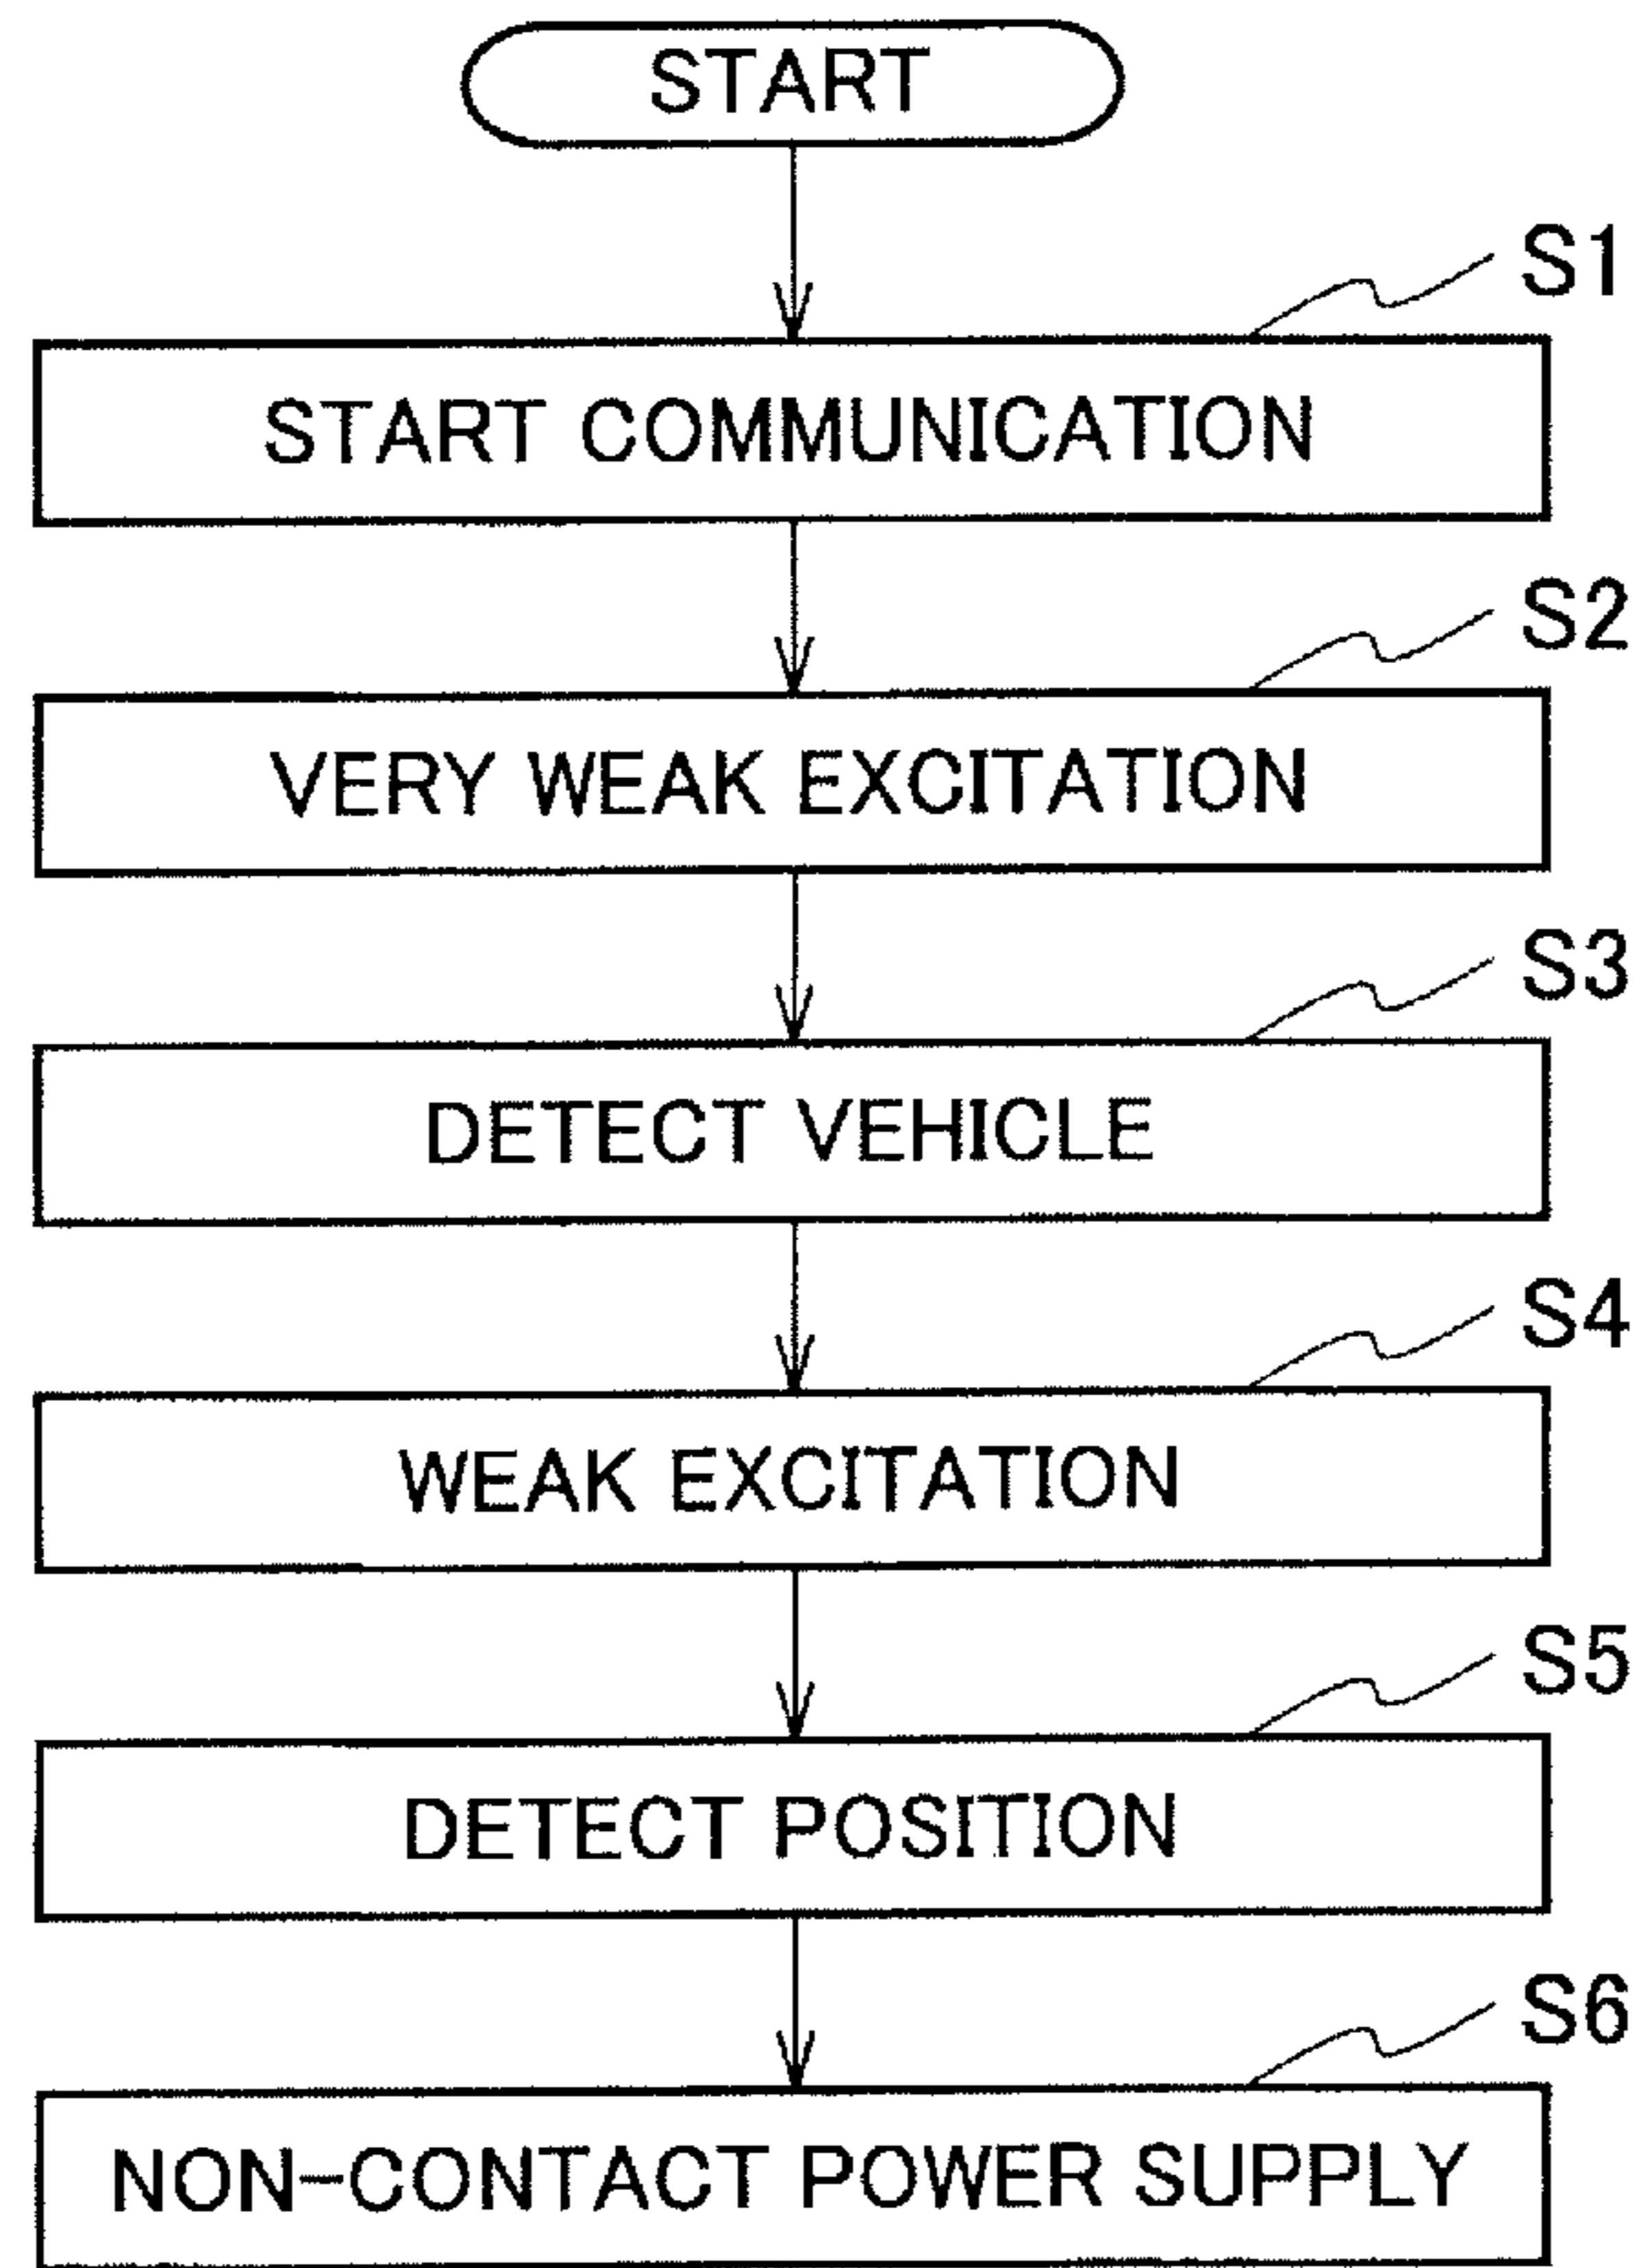 START
S1
START COMMUNICATION
S2
VERY WEAK EXCITATION
S3
DETECT VEHICLE
S4
WEAK EXCITATION
S5
DETECT POSITION
S6
NON-CONTACT POWER SUPPLY